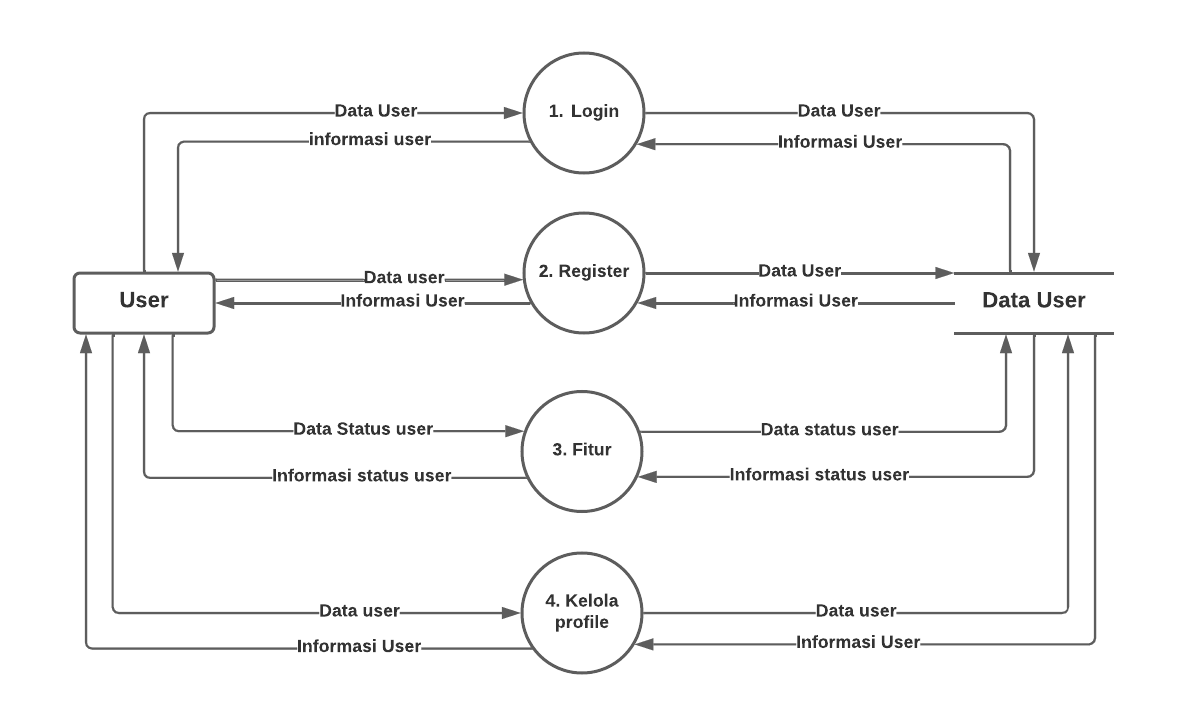 Data User
1. Login
Data User
informasi user
Informasi User
Data user
2. Register
Data User
User
Informasi User
Informasi User
Data User
Data Status user
3. Fitur
Data status user
Informasi status user
Informasi status user
Data user
4. Kelola
profile
Data user
Informasi User
Informasi User